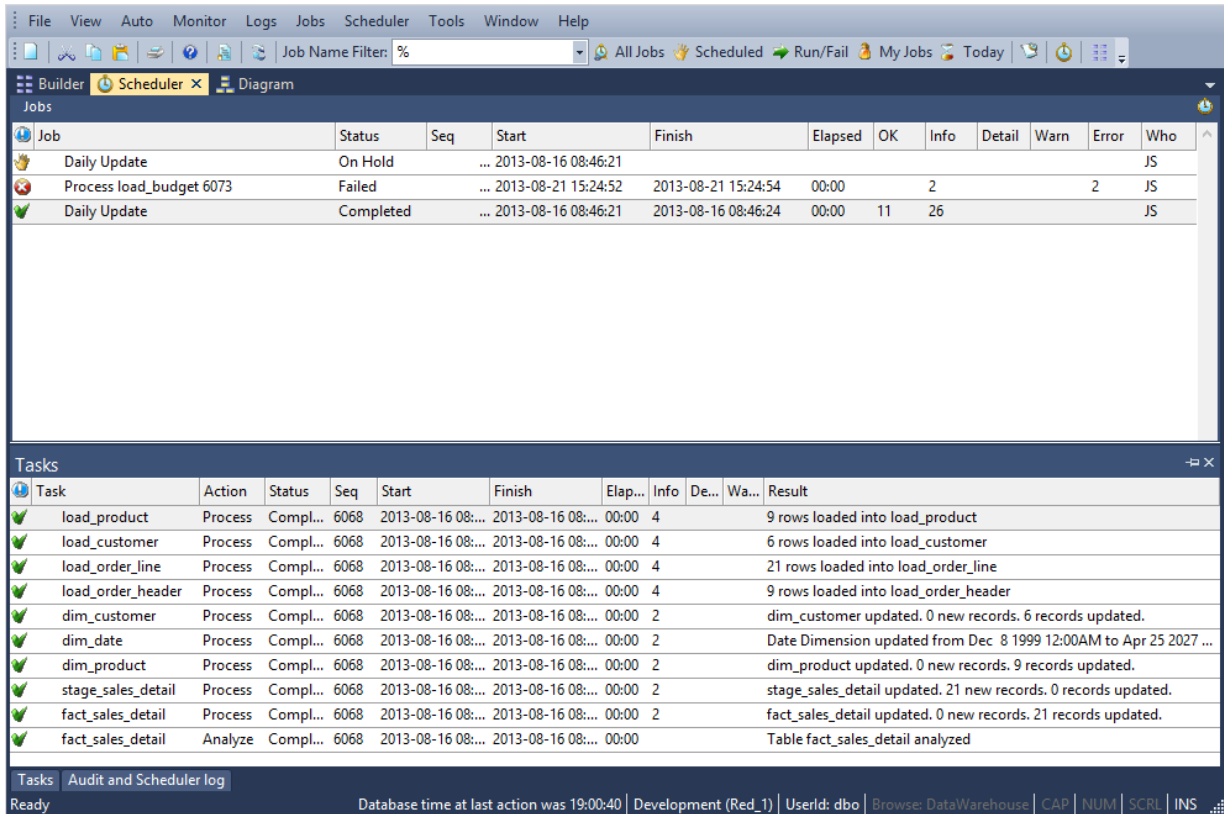 File View Auto Monitor Logs Jobs Scheduler Tools Window Help
Job Name Filter: % All Jobs Scheduled Run/Fail My Jobs Today
Builder Scheduler X Diagram
Jobs
Job Status Seq Start Finish Elapsed OK Info Detail Warn Error Who
Daily Update On Hold ... 2013-08-16 08:46:21 JS
Process load_budget 6073 Failed ... 2013-08-21 15:24:52 2013-08-21 15:24:54 00:00 2 2 JS
Daily Update Completed ... 2013-08-16 08:46:21 2013-08-16 08:46:24 00:00 11 26 JS
Tasks
Task Action Status Seq Start Finish Elap... Info De... Wa... Result
load_product Process Compl... 6068 2013-08-16 08:... 2013-08-16 08:... 00:00 4 9 rows loaded into load_product
load_customer Process Compl... 6068 2013-08-16 08:... 2013-08-16 08:... 00:00 4 6 rows loaded into load_customer
load_order_line Process Compl... 6068 2013-08-16 08:... 2013-08-16 08:... 00:00 4 21 rows loaded into load_order_line
load_order_header Process Compl... 6068 2013-08-16 08:... 2013-08-16 08:... 00:00 4 9 rows loaded into load_order_header
dim_customer Process Compl... 6068 2013-08-16 08:... 2013-08-16 08:... 00:00 2 dim_customer updated. 0 new records. 6 records updated.
dim_date Process Compl... 6068 2013-08-16 08:... 2013-08-16 08:... 00:00 2 Date Dimension updated from Dec 8 1999 12:00AM to Apr 25 2027 ...
dim_product Process Compl... 6068 2013-08-16 08:... 2013-08-16 08:... 00:00 2 dim_product updated. 0 new records. 9 records updated.
stage_sales_detail Process Compl... 6068 2013-08-16 08:... 2013-08-16 08:... 00:00 2 stage_sales_detail updated. 21 new records. 0 records updated.
fact_sales_detail Process Compl... 6068 2013-08-16 08:... 2013-08-16 08:... 00:00 2 fact_sales_detail updated. 0 new records. 21 records updated.
fact_sales_detail Analyze Compl... 6068 2013-08-16 08:... 2013-08-16 08:... 00:00 Table fact_sales_detail analyzed
Tasks Audit and Scheduler log
Ready Database time at last action was 19:00:40 Development (Red_1) UserId: dbo Browse: DataWarehouse CAP NUM SCRL INS